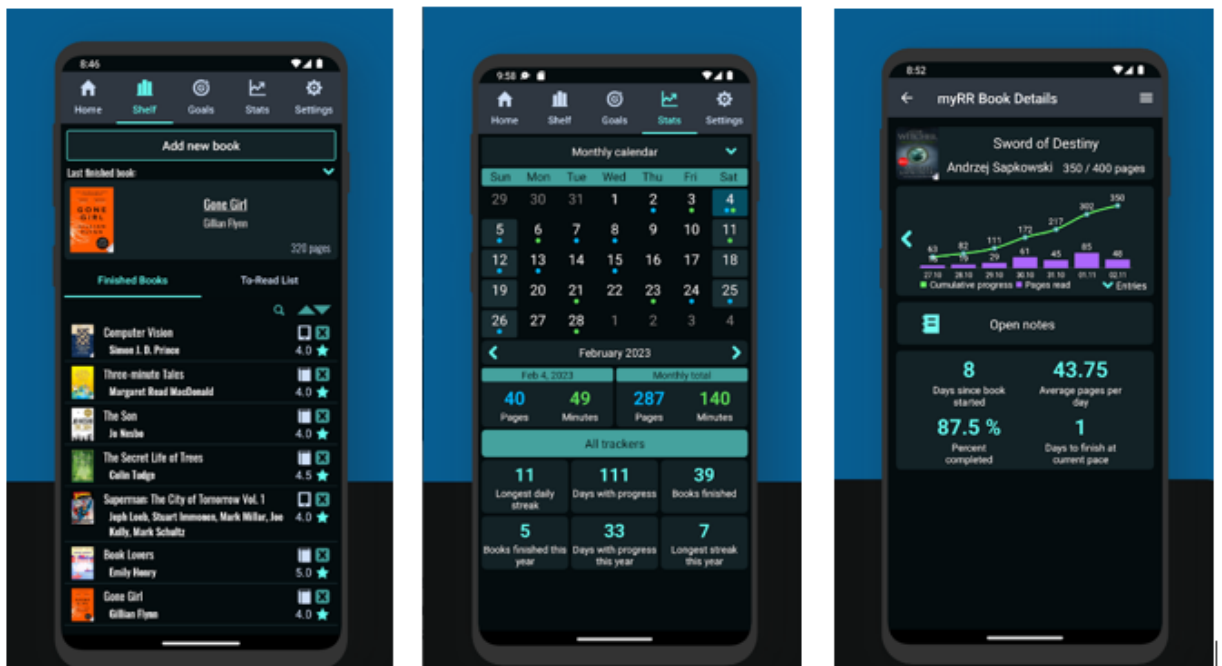 8:46
Home Shelf Goals Stats Settings
Add new book
Last finished book:
GONE
GIRL
Gone Girl
Gillian Flynn
320 pages
Finished Books To-Read List
Computer Vision
Simon J. D. Prince 4.0
Three-minute Tales
Margaret Read MacDonald 4.0
The Son
Jo Nesbo 4.0
The Secret Life of Trees
Colin Tudge 4.5
Superman: The City of Tomorrow Vol. 1
Jeph Loeb, Stuart Immonen, Mark Millar, Joe 4.0
Kelly, Mark Schultz
Book Lovers
Emily Henry 5.0
Gone Girl
Gillian Flynn 4.0
9:58
Home Shelf Goals Stats Settings
Monthly calendar
Sun Mon Tue Wed Thu Fri Sat
29 30 31 1 2 3 4
5 6 7 8 9 10 11
12 13 14 15 16 17 18
19 20 21 22 23 24 25
26 27 28 1 2 3 4
February 2023
Feb 4, 2023 Monthly total
40 49 287 140
Pages Minutes Pages Minutes
All trackers
11 111 39
Longest daily Days with progress Books finished
streak
5 33 7
Books finished this Days with progress Longest streak
year this year this year
8:52
myRR Book Details
WITCHER
Sword of Destiny
Andrzej Sapkowski 350 / 400 pages
63 82 111 172 217 302 350
19 29 61 45 85 48
27.10 28.10 29.10 30.10 31.10 01.11 02.11
Cumulative progress Pages read Entries
Open notes
8 43.75
Days since book Average pages per
started day
87.5 % 1
Percent Days to finish at
completed current pace